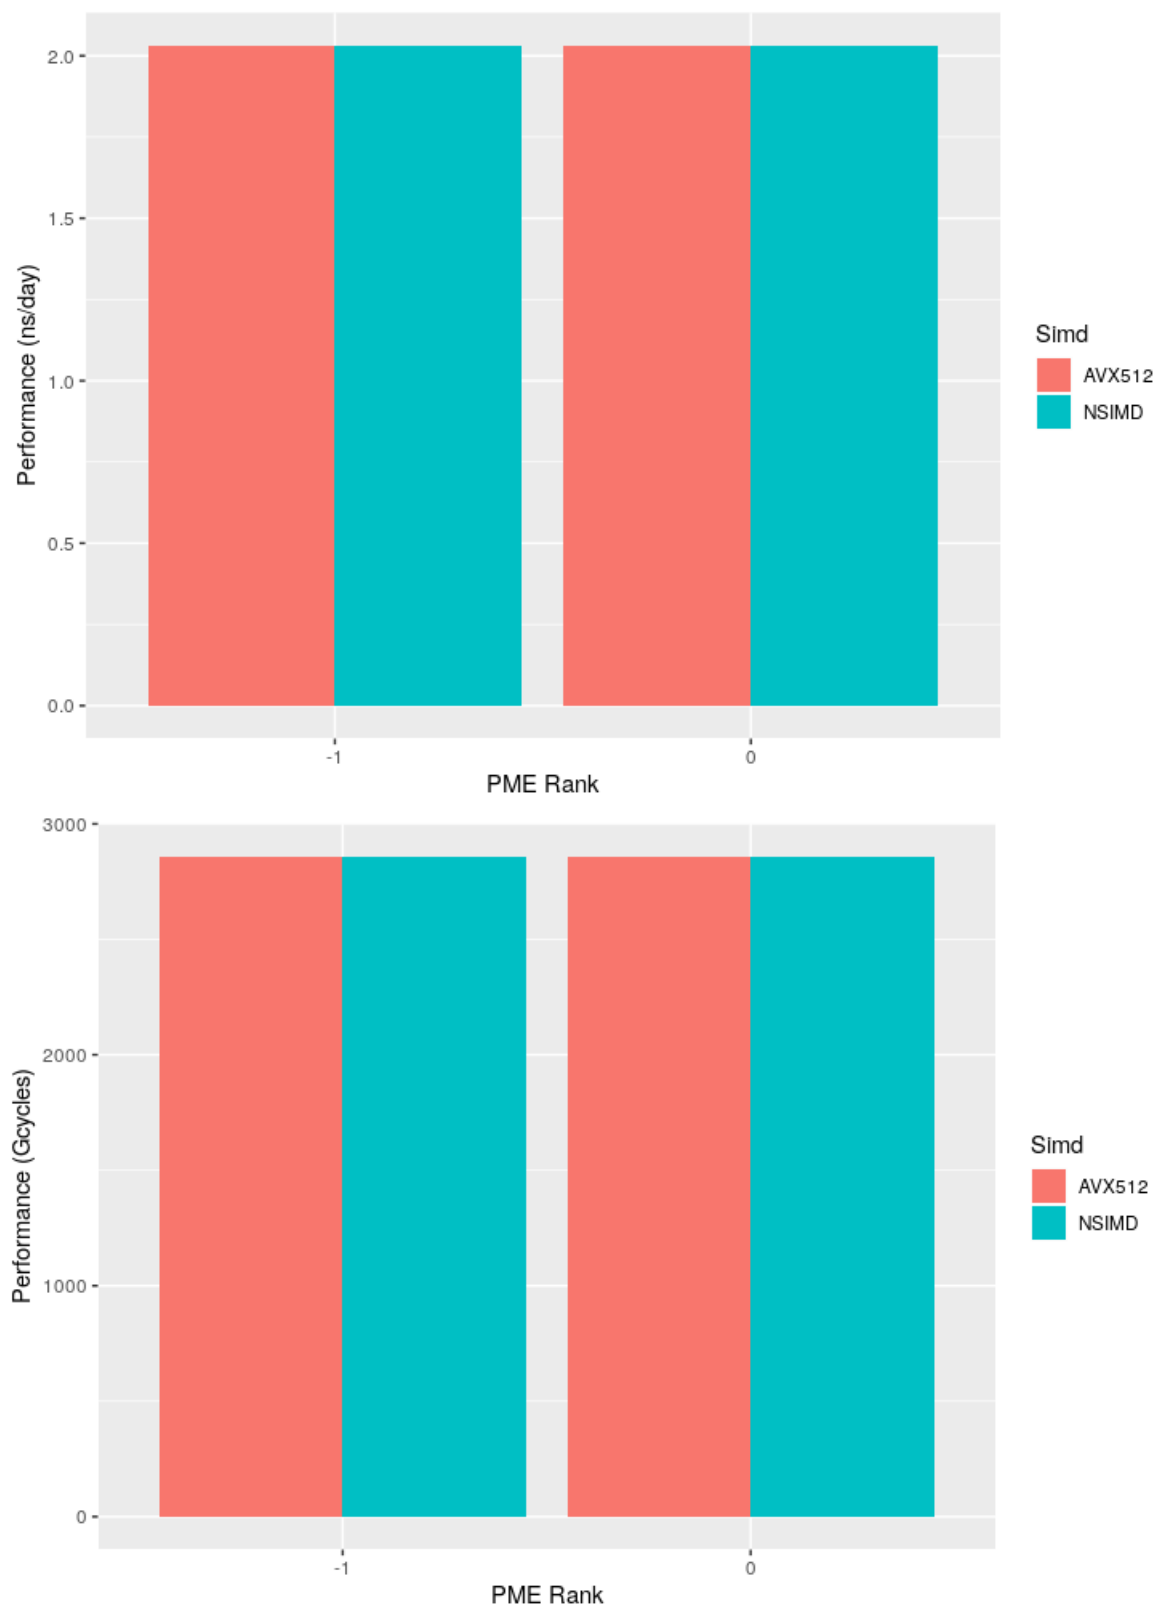 2.0
1.5
1.0
0.5
0.0
Performance (ns/day)
-1
0
PME Rank
Simd
AVX512
NSIMD
3000
2000
1000
0
Performance (Gcycles)
-1
0
PME Rank
Simd
AVX512
NSIMD